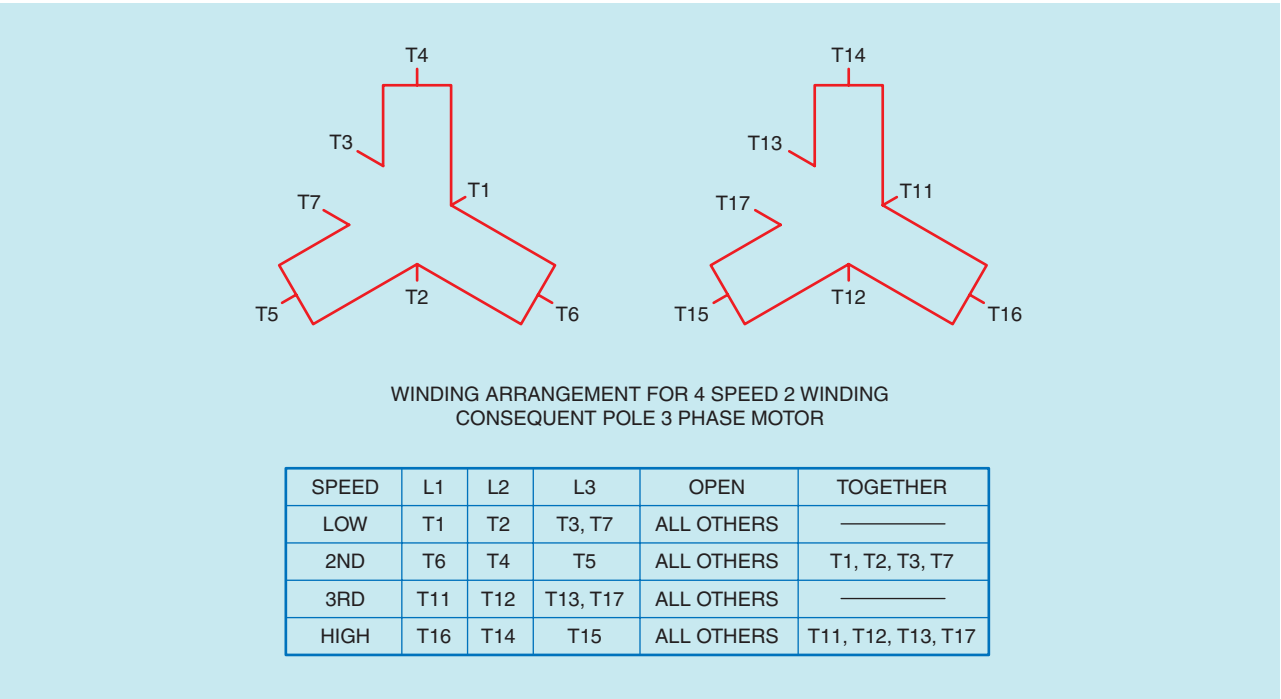 T4
T14
T3
T13
T7
T1
T17
T11
T2
T12
T5
T6
T15
T16
WINDING ARRANGEMENT FOR 4 SPEED 2 WINDING
CONSEQUENT POLE 3 PHASE MOTOR
SPEED L1 L2 L3 OPEN TOGETHER
LOW T1 T2 T3, T7 ALL OTHERS
2ND T6 T4 T5 ALL OTHERS T1, T2, T3, T7
3RD T11 T12 T13, T17 ALL OTHERS
HIGH T16 T14 T15 ALL OTHERS T11, T12, T13, T17